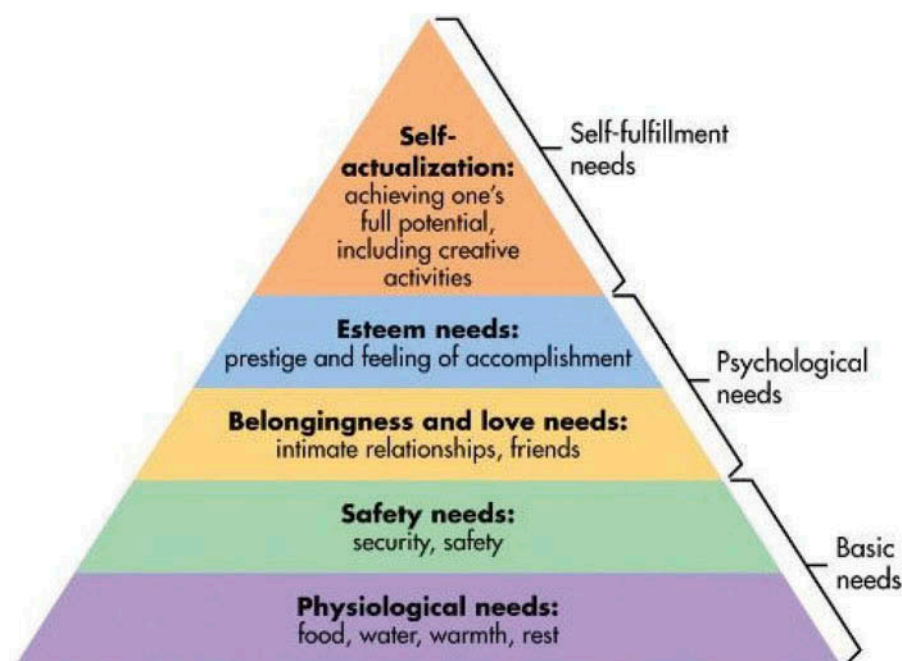 Self-
actualization:
achieving one's
full potential,
including creative
activities
Self-fulfillment
needs
Esteem needs:
prestige and feeling of accomplishment
Psychological
needs
Belongingness and love needs:
intimate relationships, friends
Safety needs:
security, safety
Basic
needs
Physiological needs:
food, water, warmth, rest